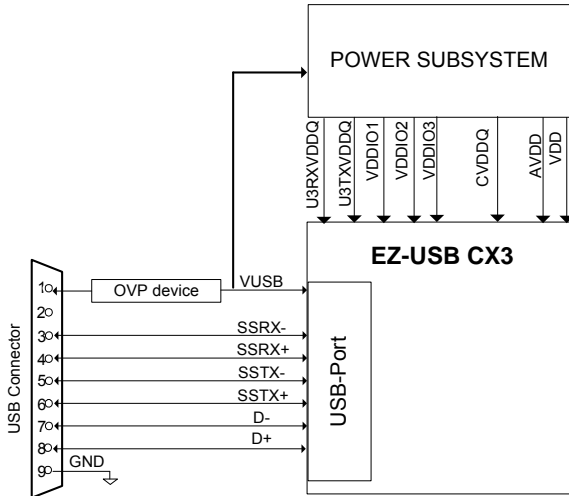 POWER SUBSYSTEM
U3RXVDDQ
U3TXVDDQ
VDDIO1
VDDIO2
VDDIO3
CVDDQ
AVDD
VDD
EZ-USB CX3
USB Connector
1
OVP device
VUSB
2
3
SSRX-
4
SSRX+
5
SSTX-
6
SSTX+
7
D-
8
D+
9
GND
USB-Port